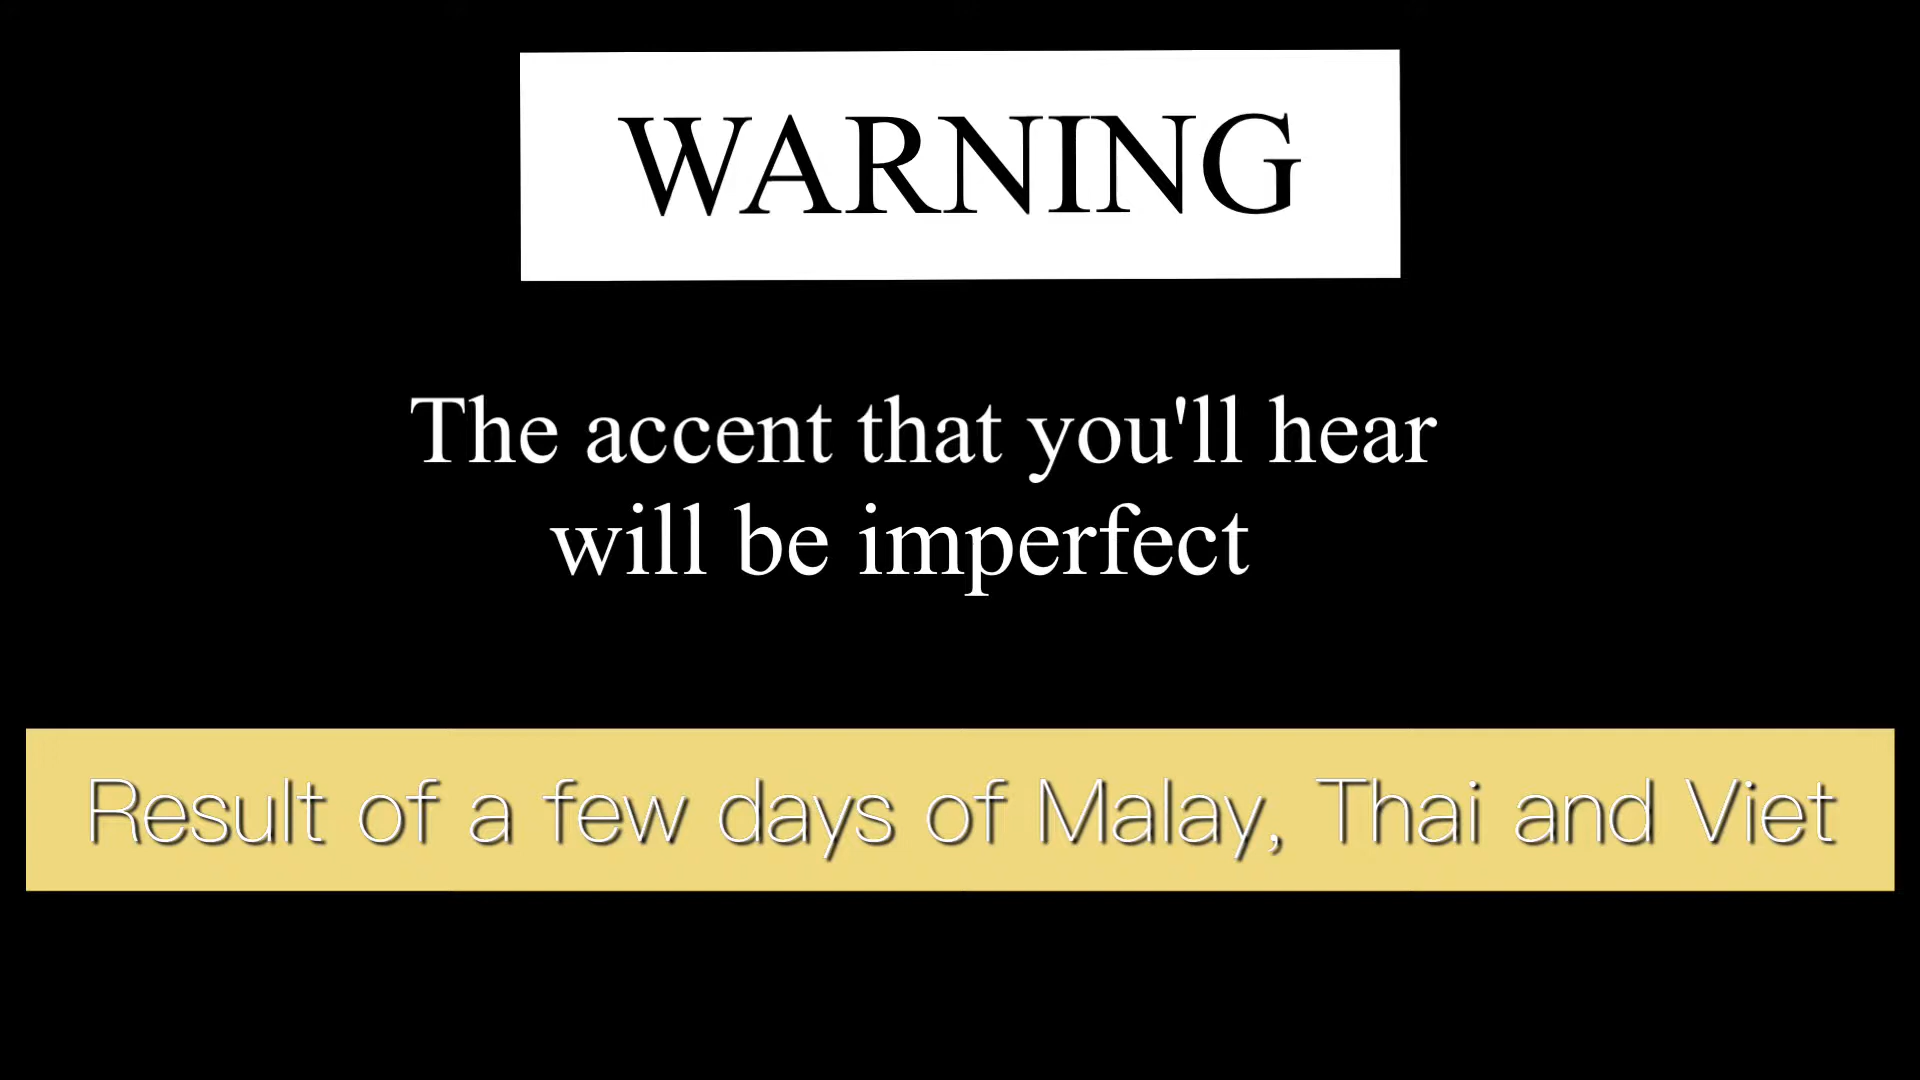 WARNING
The accent that you'll hear
will be imperfect
Result of a few days of Malay, Thai and Viet